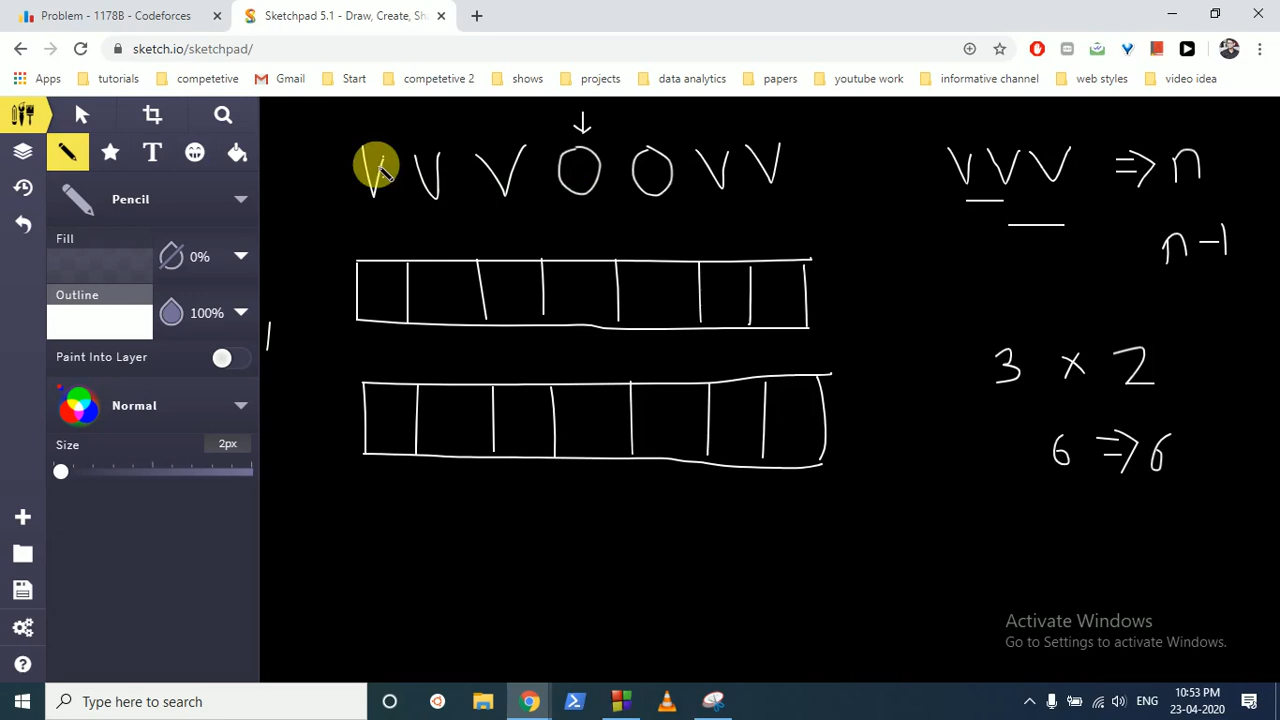 Problem - 1178B - Codeforces
Sketchpad 5.1 - Draw, Create, Sh
sketch.io/sketchpad/
Apps tutorials competetive Gmail Start competetive 2 shows projects data analytics papers youtube work informative channel web styles video idea
V V V O O V V
V V V => n
n-1
Pencil
Fill
0%
Outline
100%
Paint Into Layer
Normal
Size
2px
1
3 x 2
6 => 6
Activate Windows
Go to Settings to activate Windows.
Type here to search
ENG
10:53 PM
23-04-2020